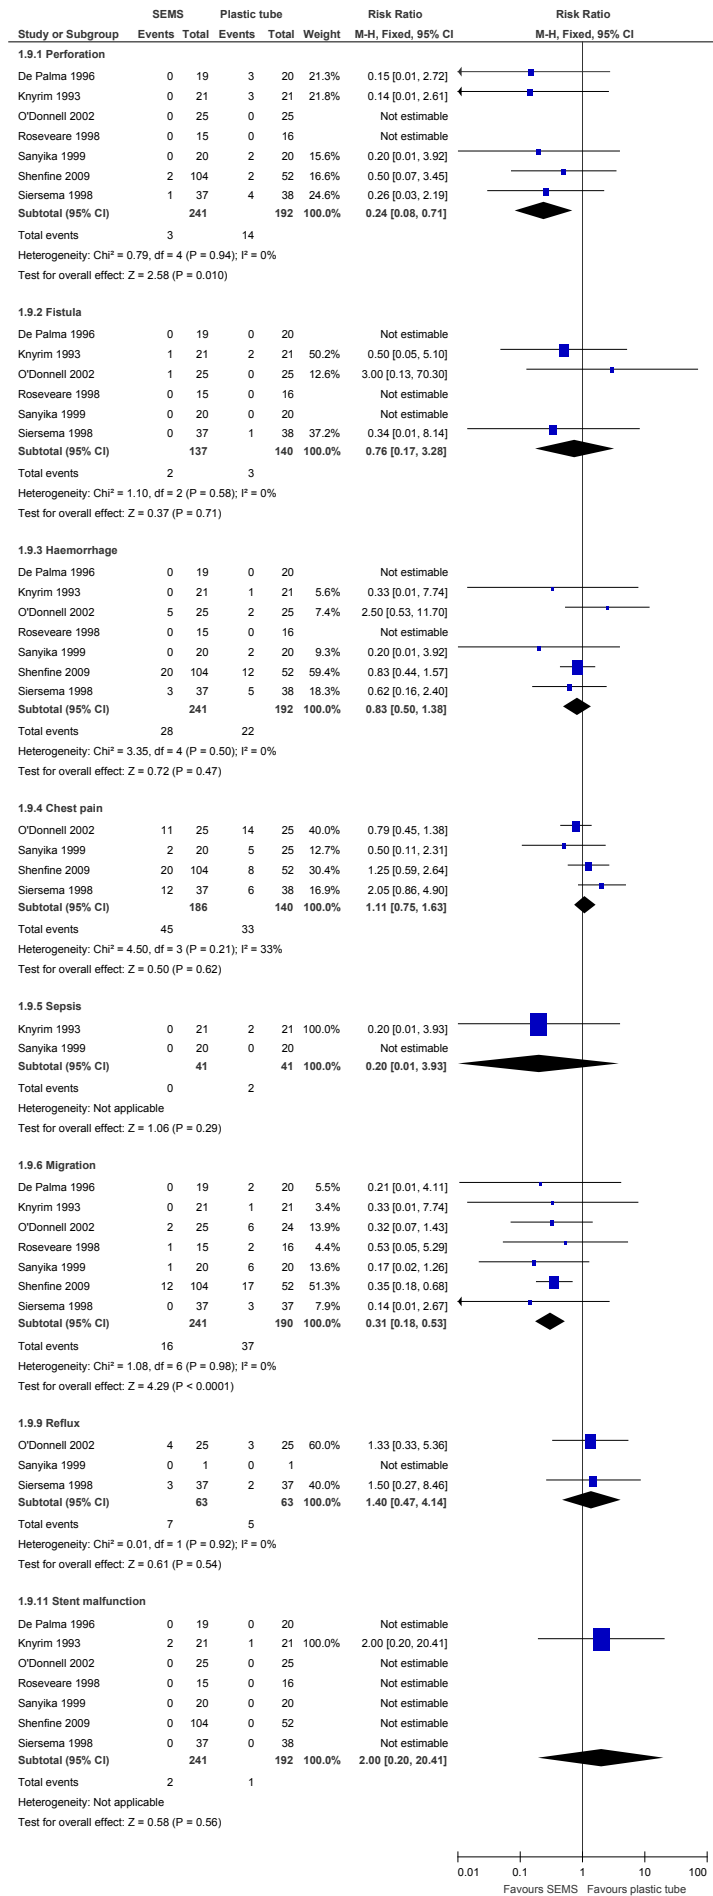 SEMS Plastic tube Risk Ratio Risk Ratio
Study or Subgroup Events Total Events Total Weight M-H, Fixed, 95% CI M-H, Fixed, 95% CI
1.9.1 Perforation
De Palma 1996 0 19 3 20 21.3% 0.15 [0.01, 2.72]
Knyrim 1993 0 21 3 21 21.8% 0.14 [0.01, 2.61]
O'Donnell 2002 0 25 0 25 Not estimable
Roseveare 1998 0 15 0 16 Not estimable
Sanyika 1999 0 20 2 20 15.6% 0.20 [0.01, 3.92]
Shenfine 2009 2 104 2 52 16.6% 0.50 [0.07, 3.45]
Siersema 1998 1 37 4 38 24.6% 0.26 [0.03, 2.19]
Subtotal (95% CI) 241 192 100.0% 0.24 [0.08, 0.71]
Total events 3 14
Heterogeneity: Chi² = 0.79, df = 4 (P = 0.94); I² = 0%
Test for overall effect: Z = 2.58 (P = 0.010)
1.9.2 Fistula
De Palma 1996 0 19 0 20 Not estimable
Knyrim 1993 1 21 2 21 50.2% 0.50 [0.05, 5.10]
O'Donnell 2002 1 25 0 25 12.6% 3.00 [0.13, 70.30]
Roseveare 1998 0 15 0 16 Not estimable
Sanyika 1999 0 20 0 20 Not estimable
Siersema 1998 0 37 1 38 37.2% 0.34 [0.01, 8.14]
Subtotal (95% CI) 137 140 100.0% 0.76 [0.17, 3.28]
Total events 2 3
Heterogeneity: Chi² = 1.10, df = 2 (P = 0.58); I² = 0%
Test for overall effect: Z = 0.37 (P = 0.71)
1.9.3 Haemorrhage
De Palma 1996 0 19 0 20 Not estimable
Knyrim 1993 0 21 1 21 5.6% 0.33 [0.01, 7.74]
O'Donnell 2002 5 25 2 25 7.4% 2.50 [0.53, 11.70]
Roseveare 1998 0 15 0 16 Not estimable
Sanyika 1999 0 20 2 20 9.3% 0.20 [0.01, 3.92]
Shenfine 2009 20 104 12 52 59.4% 0.83 [0.44, 1.57]
Siersema 1998 3 37 5 38 18.3% 0.62 [0.16, 2.40]
Subtotal (95% CI) 241 192 100.0% 0.83 [0.50, 1.38]
Total events 28 22
Heterogeneity: Chi² = 3.35, df = 4 (P = 0.50); I² = 0%
Test for overall effect: Z = 0.72 (P = 0.47)
1.9.4 Chest pain
O'Donnell 2002 11 25 14 25 40.0% 0.79 [0.45, 1.38]
Sanyika 1999 2 20 5 25 12.7% 0.50 [0.11, 2.31]
Shenfine 2009 20 104 8 52 30.4% 1.25 [0.59, 2.64]
Siersema 1998 12 37 6 38 16.9% 2.05 [0.86, 4.90]
Subtotal (95% CI) 186 140 100.0% 1.11 [0.75, 1.63]
Total events 45 33
Heterogeneity: Chi² = 4.50, df = 3 (P = 0.21); I² = 33%
Test for overall effect: Z = 0.50 (P = 0.62)
1.9.5 Sepsis
Knyrim 1993 0 21 2 21 100.0% 0.20 [0.01, 3.93]
Sanyika 1999 0 20 0 20 Not estimable
Subtotal (95% CI) 41 41 100.0% 0.20 [0.01, 3.93]
Total events 0 2
Heterogeneity: Not applicable
Test for overall effect: Z = 1.06 (P = 0.29)
1.9.6 Migration
De Palma 1996 0 19 2 20 5.5% 0.21 [0.01, 4.11]
Knyrim 1993 0 21 1 21 3.4% 0.33 [0.01, 7.74]
O'Donnell 2002 2 25 6 24 13.9% 0.32 [0.07, 1.43]
Roseveare 1998 1 15 2 16 4.4% 0.53 [0.05, 5.29]
Sanyika 1999 1 20 6 20 13.6% 0.17 [0.02, 1.26]
Shenfine 2009 12 104 17 52 51.3% 0.35 [0.18, 0.68]
Siersema 1998 0 37 3 37 7.9% 0.14 [0.01, 2.67]
Subtotal (95% CI) 241 190 100.0% 0.31 [0.18, 0.53]
Total events 16 37
Heterogeneity: Chi² = 1.08, df = 6 (P = 0.98); I² = 0%
Test for overall effect: Z = 4.29 (P < 0.0001)
1.9.9 Reflux
O'Donnell 2002 4 25 3 25 60.0% 1.33 [0.33, 5.36]
Sanyika 1999 0 1 0 1 Not estimable
Siersema 1998 3 37 2 37 40.0% 1.50 [0.27, 8.46]
Subtotal (95% CI) 63 63 100.0% 1.40 [0.47, 4.14]
Total events 7 5
Heterogeneity: Chi² = 0.01, df = 1 (P = 0.92); I² = 0%
Test for overall effect: Z = 0.61 (P = 0.54)
1.9.11 Stent malfunction
De Palma 1996 0 19 0 20 Not estimable
Knyrim 1993 2 21 1 21 100.0% 2.00 [0.20, 20.41]
O'Donnell 2002 0 25 0 25 Not estimable
Roseveare 1998 0 15 0 16 Not estimable
Sanyika 1999 0 20 0 20 Not estimable
Shenfine 2009 0 104 0 52 Not estimable
Siersema 1998 0 37 0 38 Not estimable
Subtotal (95% CI) 241 192 100.0% 2.00 [0.20, 20.41]
Total events 2 1
Heterogeneity: Not applicable
Test for overall effect: Z = 0.58 (P = 0.56)
0.01 0.1 1 10 100
Favours SEMS Favours plastic tube